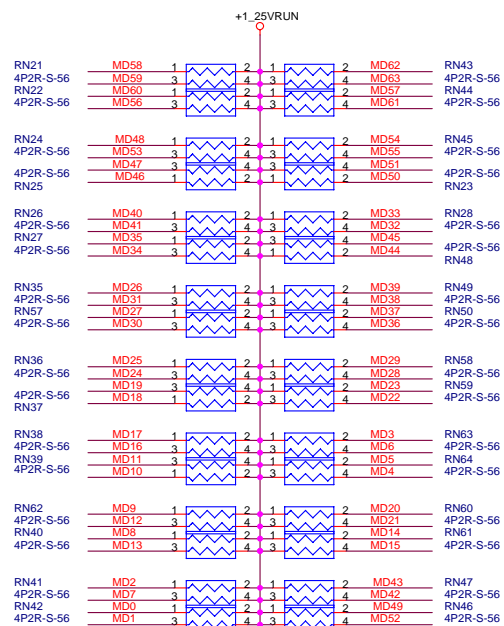 +1_25VRUN
RN21 MD58 1 2 1 2 MD62 RN43
4P2R-S-56 MD59 3 4 3 4 MD63 4P2R-S-56
RN22 MD60 1 2 1 2 MD57 RN44
4P2R-S-56 MD56 3 4 3 4 MD61 4P2R-S-56
RN24 MD48 1 2 1 2 MD54 RN45
4P2R-S-56 MD53 3 4 3 4 MD55 4P2R-S-56
4P2R-S-56 MD47 3 4 3 4 MD51 4P2R-S-56
RN25 MD46 1 2 1 2 MD50 RN23
RN26 MD40 1 2 1 2 MD33 RN28
4P2R-S-56 MD41 3 4 3 4 MD32 4P2R-S-56
RN27 MD35 1 2 1 2 MD45
4P2R-S-56 MD34 3 4 3 4 MD44 4P2R-S-56
RN48
RN35 MD26 1 2 1 2 MD39 RN49
4P2R-S-56 MD31 3 4 3 4 MD38 4P2R-S-56
RN57 MD27 1 2 1 2 MD37 RN50
4P2R-S-56 MD30 3 4 3 4 MD36 4P2R-S-56
RN36 MD25 1 2 1 2 MD29 RN58
4P2R-S-56 MD24 3 4 3 4 MD28 4P2R-S-56
4P2R-S-56 MD19 3 4 1 2 MD23 RN59
RN37 MD18 1 2 3 4 MD22 4P2R-S-56
RN38 MD17 1 2 1 2 MD3 RN63
4P2R-S-56 MD16 3 4 3 4 MD6 4P2R-S-56
RN39 MD11 3 4 1 2 MD5 RN64
4P2R-S-56 MD10 1 2 3 4 MD4 4P2R-S-56
RN62 MD9 1 2 1 2 MD20 RN60
4P2R-S-56 MD12 3 4 3 4 MD21 4P2R-S-56
RN40 MD8 1 2 1 2 MD14 RN61
4P2R-S-56 MD13 3 4 3 4 MD15 4P2R-S-56
RN41 MD2 1 2 1 2 MD43 RN47
4P2R-S-56 MD7 3 4 3 4 MD42 4P2R-S-56
RN42 MD0 1 2 1 2 MD49 RN46
4P2R-S-56 MD1 3 4 3 4 MD52 4P2R-S-56